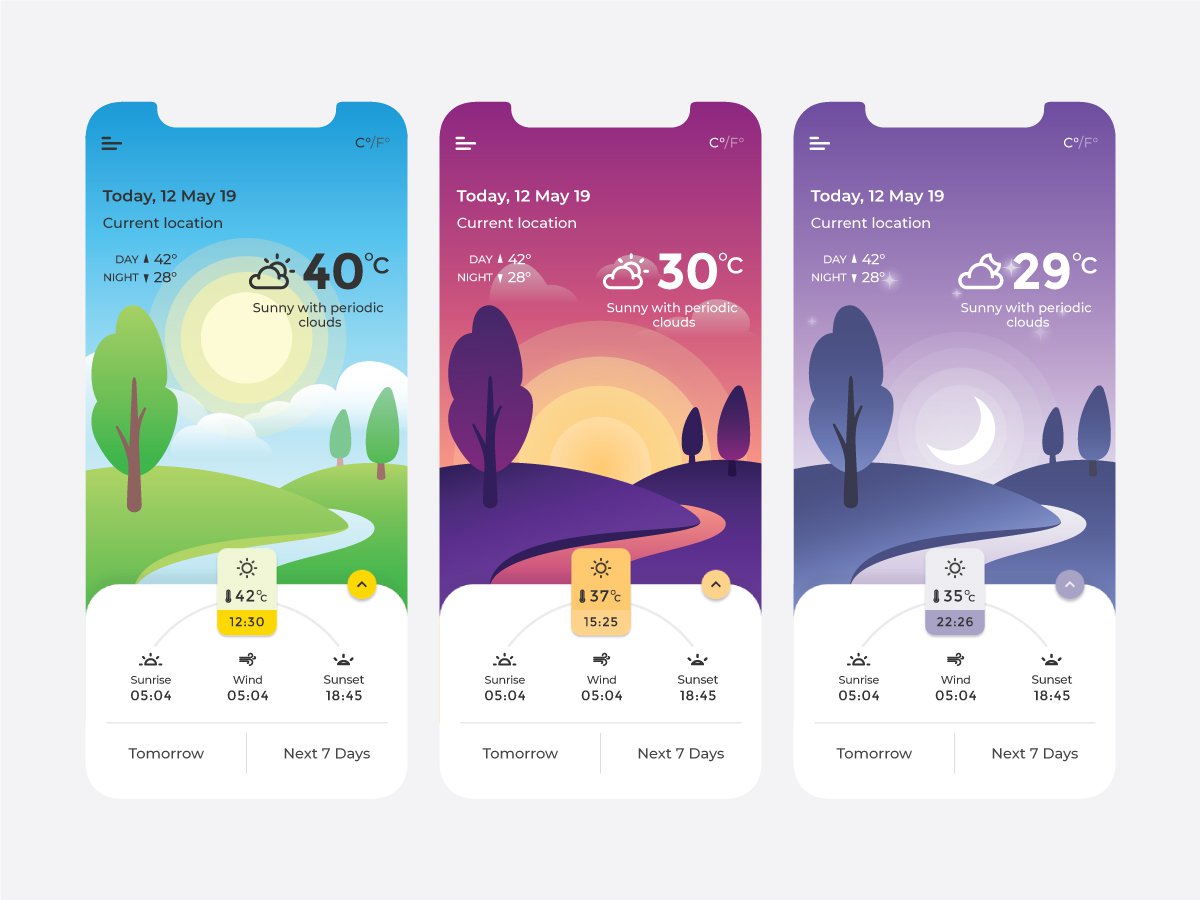 C°/F°
Today, 12 May 19
Current location
DAY 42°
NIGHT 28°
40°C
Sunny with periodic
clouds
42°C
12:30
Sunrise
05:04
Wind
05:04
Sunset
18:45
Tomorrow
Next 7 Days
C°/F°
Today, 12 May 19
Current location
DAY 42°
NIGHT 28°
30°C
Sunny with periodic
clouds
37°C
15:25
Sunrise
05:04
Wind
05:04
Sunset
18:45
Tomorrow
Next 7 Days
C°/F°
Today, 12 May 19
Current location
DAY 42°
NIGHT 28°
29°C
Sunny with periodic
clouds
35°C
22:26
Sunrise
05:04
Wind
05:04
Sunset
18:45
Tomorrow
Next 7 Days